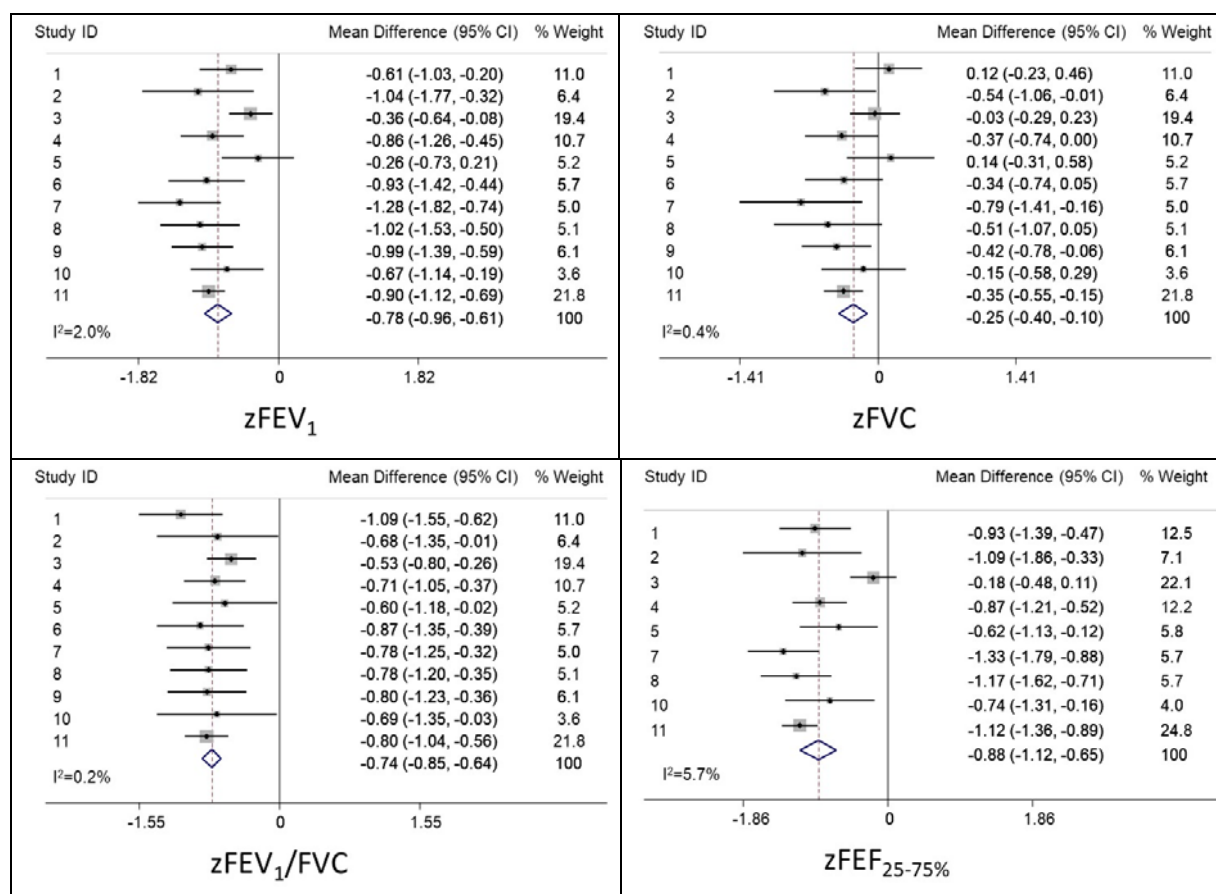 Study ID Mean Difference (95% CI) % Weight
1 -0.61 (-1.03, -0.20) 11.0
2 -1.04 (-1.77, -0.32) 6.4
3 -0.36 (-0.64, -0.08) 19.4
4 -0.86 (-1.26, -0.45) 10.7
5 -0.26 (-0.73, 0.21) 5.2
6 -0.93 (-1.42, -0.44) 5.7
7 -1.28 (-1.82, -0.74) 5.0
8 -1.02 (-1.53, -0.50) 5.1
9 -0.99 (-1.39, -0.59) 6.1
10 -0.67 (-1.14, -0.19) 3.6
11 -0.90 (-1.12, -0.69) 21.8
-0.78 (-0.96, -0.61) 100
I²=2.0%
-1.82 0 1.82
zFEV₁
Study ID Mean Difference (95% CI) % Weight
1 0.12 (-0.23, 0.46) 11.0
2 -0.54 (-1.06, -0.01) 6.4
3 -0.03 (-0.29, 0.23) 19.4
4 -0.37 (-0.74, 0.00) 10.7
5 0.14 (-0.31, 0.58) 5.2
6 -0.34 (-0.74, 0.05) 5.7
7 -0.79 (-1.41, -0.16) 5.0
8 -0.51 (-1.07, 0.05) 5.1
9 -0.42 (-0.78, -0.06) 6.1
10 -0.15 (-0.58, 0.29) 3.6
11 -0.35 (-0.55, -0.15) 21.8
-0.25 (-0.40, -0.10) 100
I²=0.4%
-1.41 0 1.41
zFVC
Study ID Mean Difference (95% CI) % Weight
1 -1.09 (-1.55, -0.62) 11.0
2 -0.68 (-1.35, -0.01) 6.4
3 -0.53 (-0.80, -0.26) 19.4
4 -0.71 (-1.05, -0.37) 10.7
5 -0.60 (-1.18, -0.02) 5.2
6 -0.87 (-1.35, -0.39) 5.7
7 -0.78 (-1.25, -0.32) 5.0
8 -0.78 (-1.20, -0.35) 5.1
9 -0.80 (-1.23, -0.36) 6.1
10 -0.69 (-1.35, -0.03) 3.6
11 -0.80 (-1.04, -0.56) 21.8
-0.74 (-0.85, -0.64) 100
I²=0.2%
-1.55 0 1.55
zFEV₁/FVC
Study ID Mean Difference (95% CI) % Weight
1 -0.93 (-1.39, -0.47) 12.5
2 -1.09 (-1.86, -0.33) 7.1
3 -0.18 (-0.48, 0.11) 22.1
4 -0.87 (-1.21, -0.52) 12.2
5 -0.62 (-1.13, -0.12) 5.8
7 -1.33 (-1.79, -0.88) 5.7
8 -1.17 (-1.62, -0.71) 5.7
10 -0.74 (-1.31, -0.16) 4.0
11 -1.12 (-1.36, -0.89) 24.8
-0.88 (-1.12, -0.65) 100
I²=5.7%
-1.86 0 1.86
zFEF₂₅₋₇₅%